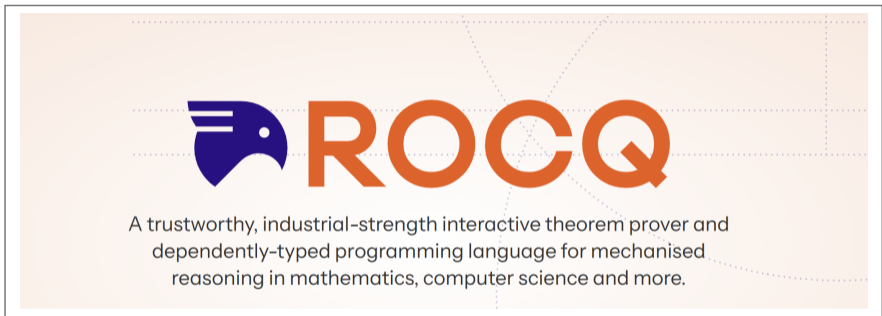 ROCQ
A trustworthy, industrial-strength interactive theorem prover and
dependently-typed programming language for mechanised
reasoning in mathematics, computer science and more.